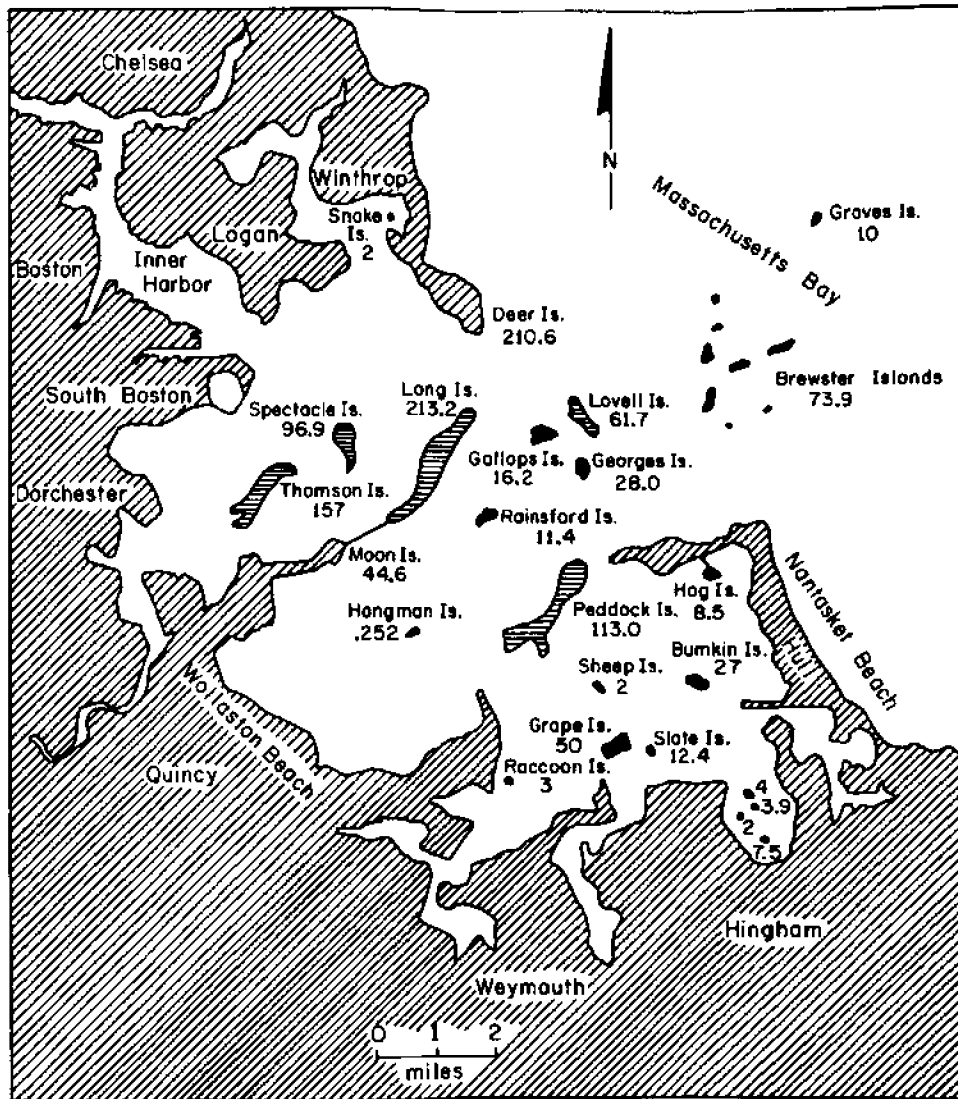 Chelsea
N
Winthrop
Massachusetts Bay
Snake
Is.
2
Graves Is.
10
Logan
Boston
Inner
Harbor
Deer Is.
210.6
South Boston
Long Is.
213.2
Lovell Is.
61.7
Brewster Islands
73.9
Spectacle Is.
96.9
Gallops Is.
16.2
Georges Is.
28.0
Dorchester
Thomson Is.
157
Rainsford Is.
11.4
Moon Is.
44.6
Hog Is.
8.5
Nantasket Beach
Hangman Is.
.252
Peddock Is.
113.0
Hull
Sheep Is.
2
Bumkin Is.
27
Wollaston Beach
Grape Is.
50
Slate Is.
12.4
Quincy
Raccoon Is.
3
4
3.9
2
7.5
Hingham
Weymouth
0 1 2
miles